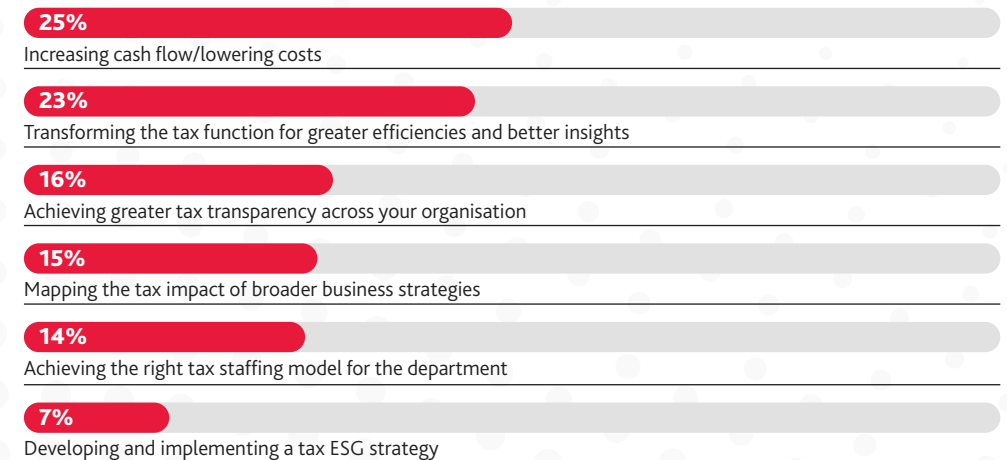 25%
Increasing cash flow/lowering costs
23%
Transforming the tax function for greater efficiencies and better insights
16%
Achieving greater tax transparency across your organisation
15%
Mapping the tax impact of broader business strategies
14%
Achieving the right tax staffing model for the department
7%
Developing and implementing a tax ESG strategy